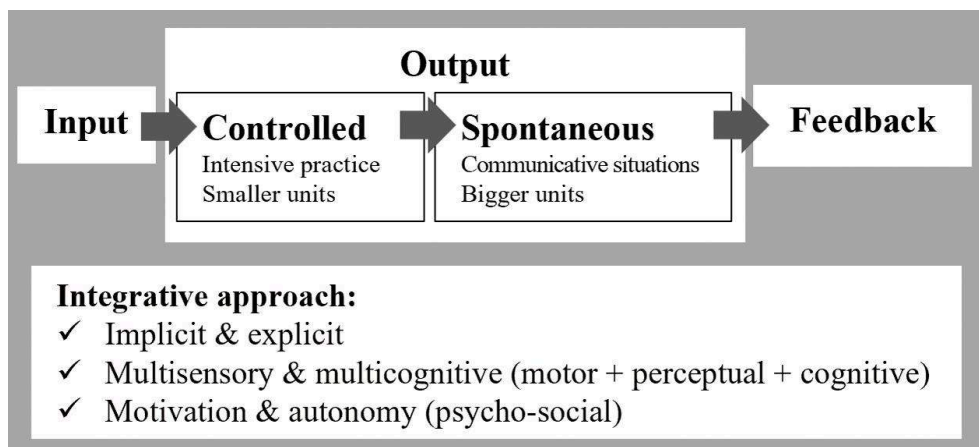 Output
Input
Controlled
Intensive practice
Smaller units
Spontaneous
Communicative situations
Bigger units
Feedback
Integrative approach:
✓ Implicit & explicit
✓ Multisensory & multicognitive (motor + perceptual + cognitive)
✓ Motivation & autonomy (psycho-social)